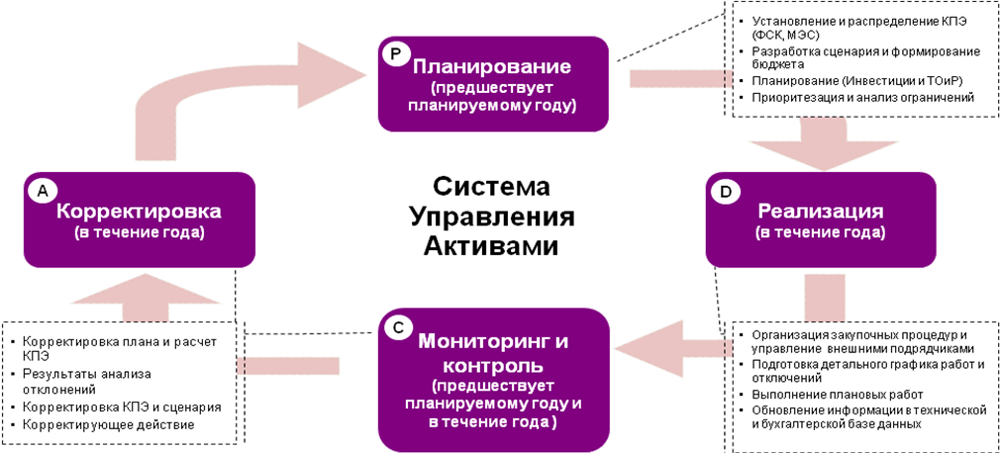 P
Планирование
(предшествует
планируемому году)
• Установление и распределение КПЭ
(ФСК, МЭС)
• Разработка сценария и формирование
бюджета
• Планирование (Инвестиции и ТОиР)
• Приоритезация и анализ ограничений
A
Корректировка
(в течение года)
Система
Управления
Активами
D
Реализация
(в течение года)
• Корректировка плана и расчет
КПЭ
• Результаты анализа
отклонений
• Корректировка КПЭ и сценария
• Корректирующее действие
C
Мониторинг и
контроль
(предшествует
планируемому году и
в течение года )
• Организация закупочных процедур и
управление внешними подрядчиками
• Подготовка детального графика работ и
отключений
• Выполнение плановых работ
• Обновление информации в технической
и бухгалтерской базе данных